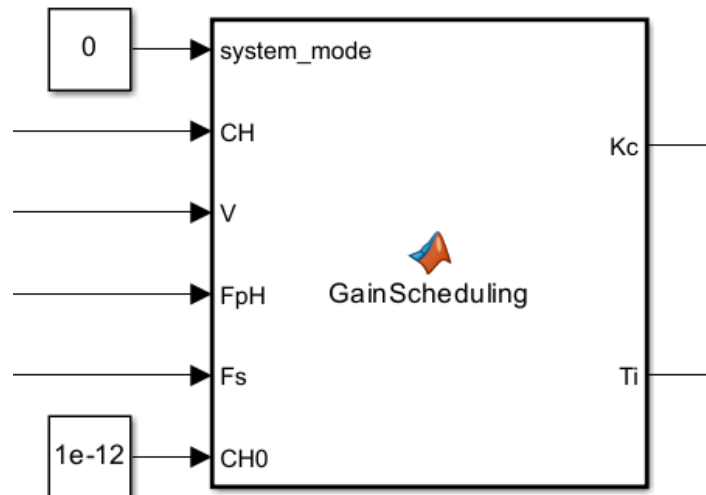 0
system_mode
CH
Kc
V
FpH
GainScheduling
Fs
Ti
1e-12
CH0